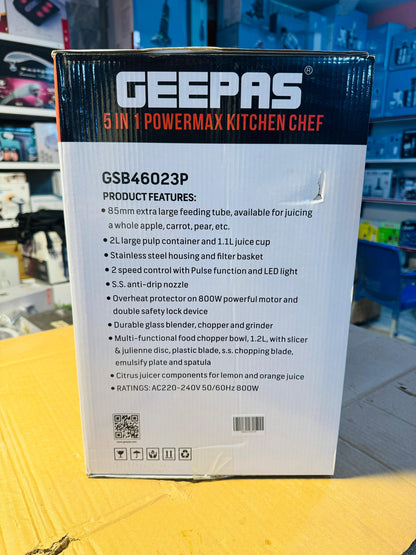 GEEPAS®
5 IN 1 POWERMAX KITCHEN CHEF
GSB46023P
PRODUCT FEATURES:
• 85mm extra large feeding tube, available for juicing
a whole apple, carrot, pear, etc.
• 2L large pulp container and 1.1L juice cup
• Stainless steel housing and filter basket
• 2 speed control with Pulse function and LED light
• S.S. anti-drip nozzle
• Overheat protector on 800W powerful motor and
double safety lock device
• Durable glass blender, chopper and grinder
• Multi-functional food chopper bowl, 1.2L, with slicer
& julienne disc, plastic blade, s.s. chopping blade,
emulsify plate and spatula
• Citrus juicer components for lemon and orange juice
• RATINGS: AC220-240V 50/60Hz 800W